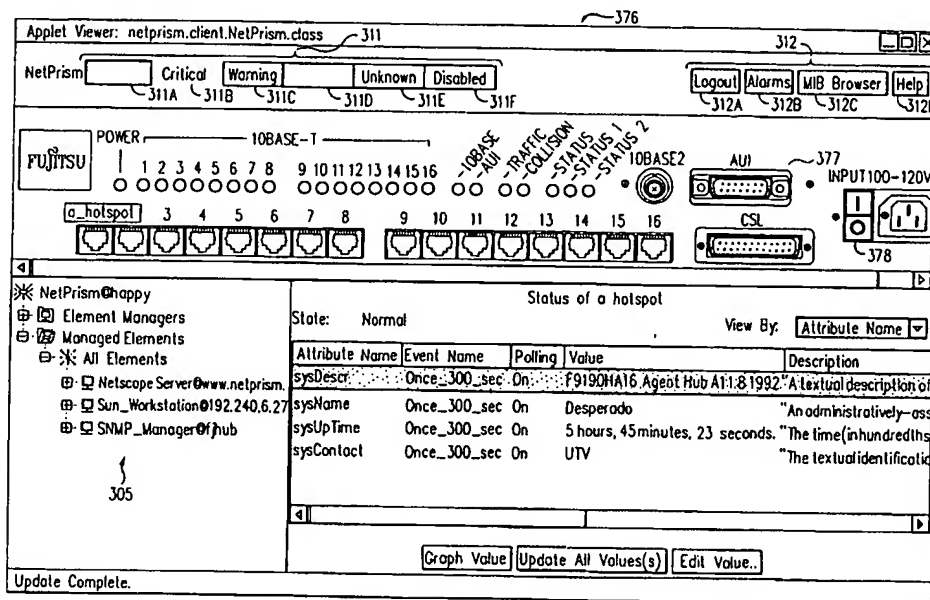 376
Applet Viewer: netprism.client.NetPrism.class
311
312
NetPrism Critical Warning Unknown Disabled Logout Alarms MIB Browser Help
311A 311B 311C 311D 311E 311F 312A 312B 312C
FUJITSU
POWER 10BASE-T -10BASE -AUI -TRAFFIC -COLLISION -STATUS -STATUS 1 -STATUS 2 10BASE2 AUI 377
INPUT100-120V
1 2 3 4 5 6 7 8 9 10 11 12 13 14 15 16
a_hotspot 3 4 5 6 7 8 9 10 11 12 13 14 15 16 CSL
378
NetPrism@happy
Element Managers
Managed Elements
All Elements
Netscape Server@www.netprism.
Sun_Workstation@192.240.6.27
SNMP_Manager@fjhub
305
Status of a hotspot
State: Normal View By: Attribute Name
Attribute Name Event Name Polling Value Description
sysDescr Once_300_sec On F9190HA16 Agent Hub A11.8 1992 "A textual description of
sysName Once_300_sec On Desperado "An administratively-ass
sysUpTime Once_300_sec On 5 hours, 45 minutes, 23 seconds. "The time(in hundredths
sysContact Once_300_sec On UTV "The textual identificatio
Graph Value Update All Values(s) Edit Value..
Update Complete.